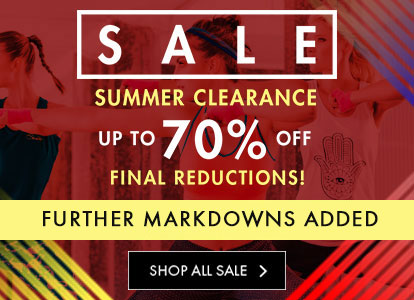 SALE
SUMMER CLEARANCE
UP TO 70% OFF
FINAL REDUCTIONS!
FURTHER MARKDOWNS ADDED
SHOP ALL SALE >